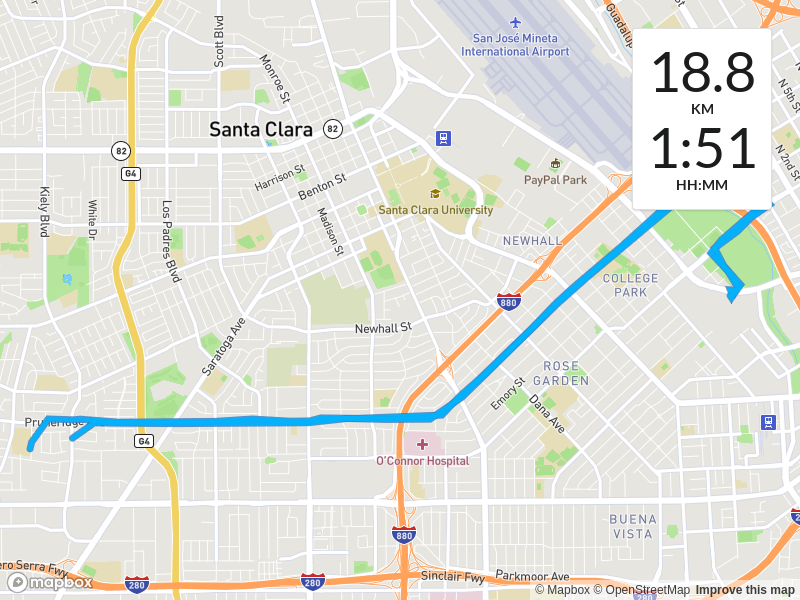 Scott Blvd
Monroe St
San José Mineta
International Airport
Guadalup
18.8
KM
1:51
HH:MM
N 5th St
N 2nd St
Santa Clara
82
82
G4
Harrison St
Benton St
PayPal Park
Santa Clara University
Kiely Blvd
White Dr
Los Padres Blvd
Madison St
NEWHALL
COLLEGE
PARK
880
Newhall St
Saratoga Ave
ROSE
GARDEN
Emory St
Dana Ave
G4
O'Connor Hospital
BUENA
VISTA
880
ero Serra Fwy
280
280
Sinclair Fwy
Parkmoor Ave
280
mapbox
© Mapbox © OpenStreetMap Improve this map